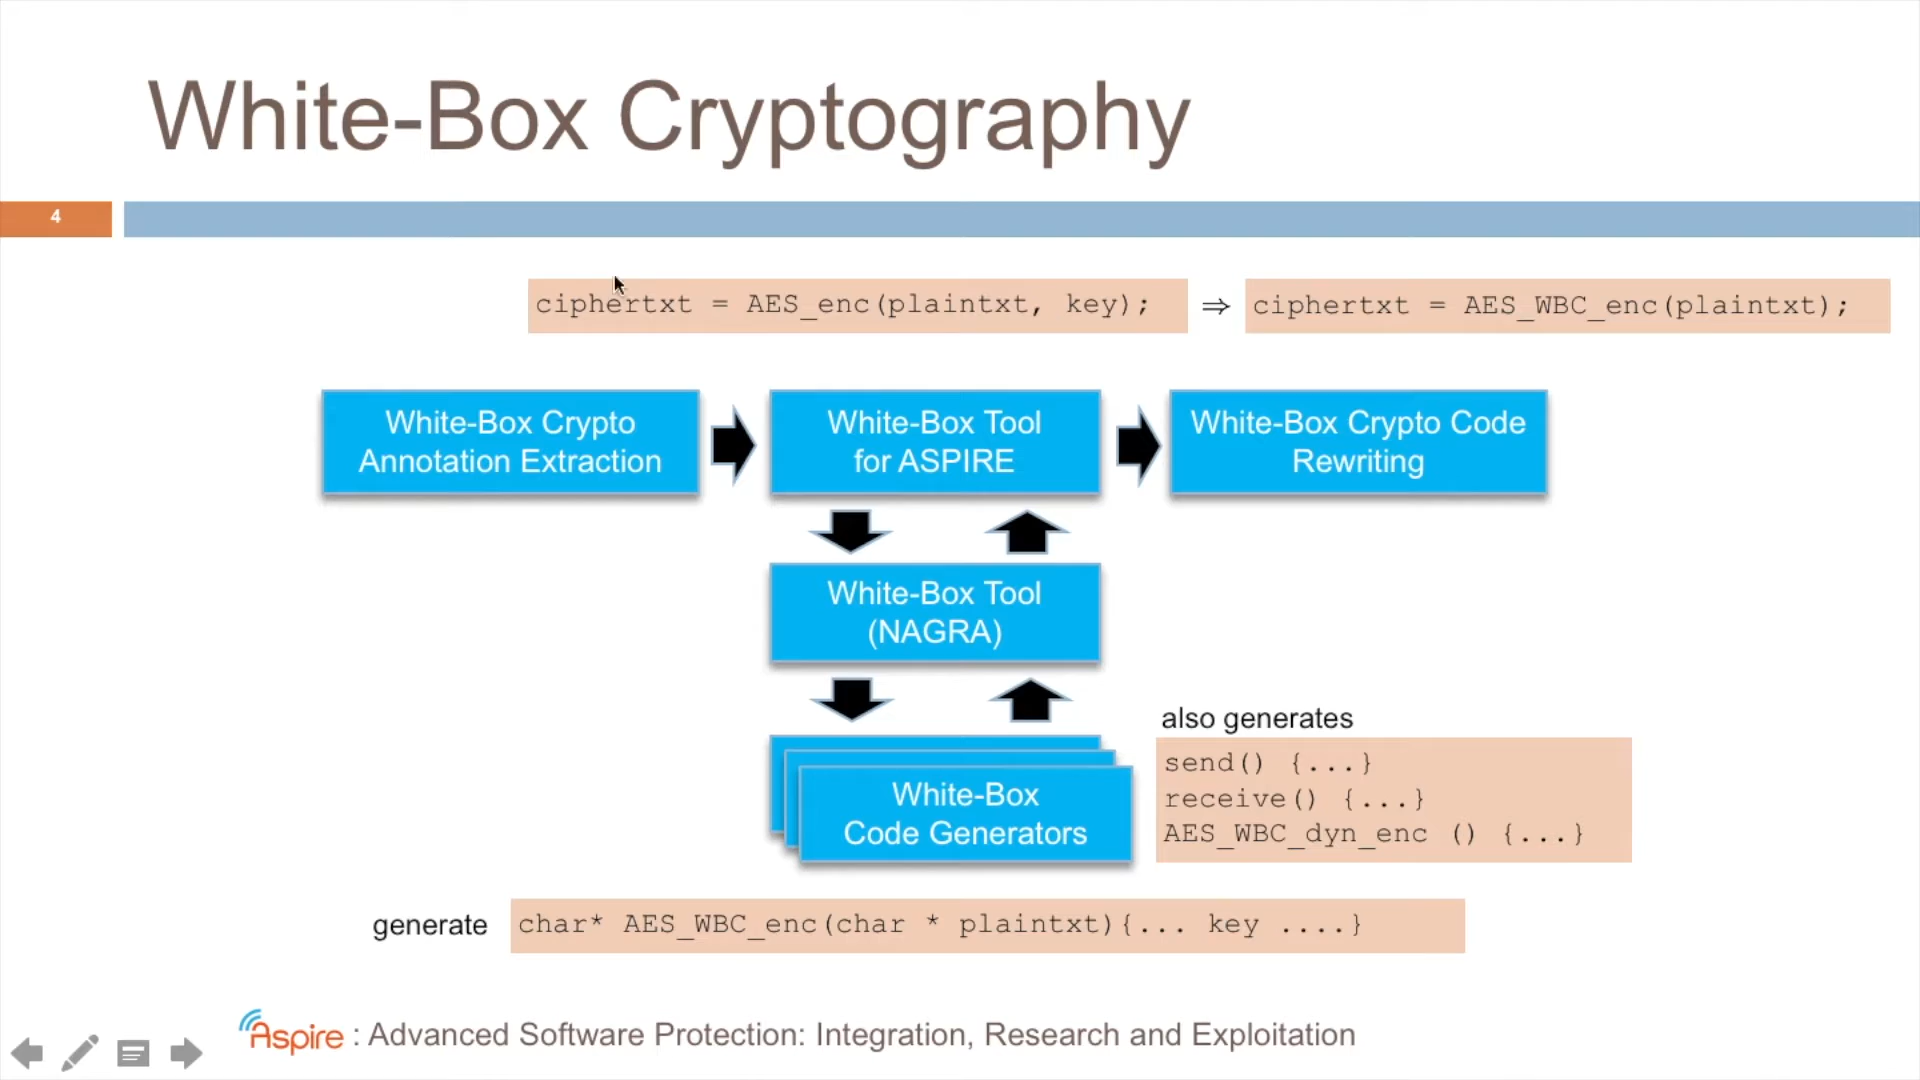 White-Box Cryptography
4
ciphertxt = AES_enc(plaintxt, key); ⇒ ciphertxt = AES_WBC_enc(plaintxt);
White-Box Crypto
Annotation Extraction
White-Box Tool
for ASPIRE
White-Box Crypto Code
Rewriting
White-Box Tool
(NAGRA)
White-Box
Code Generators
also generates
send() {...}
receive() {...}
AES_WBC_dyn_enc () {...}
generate char* AES_WBC_enc(char * plaintxt){... key ....}
Aspire : Advanced Software Protection: Integration, Research and Exploitation